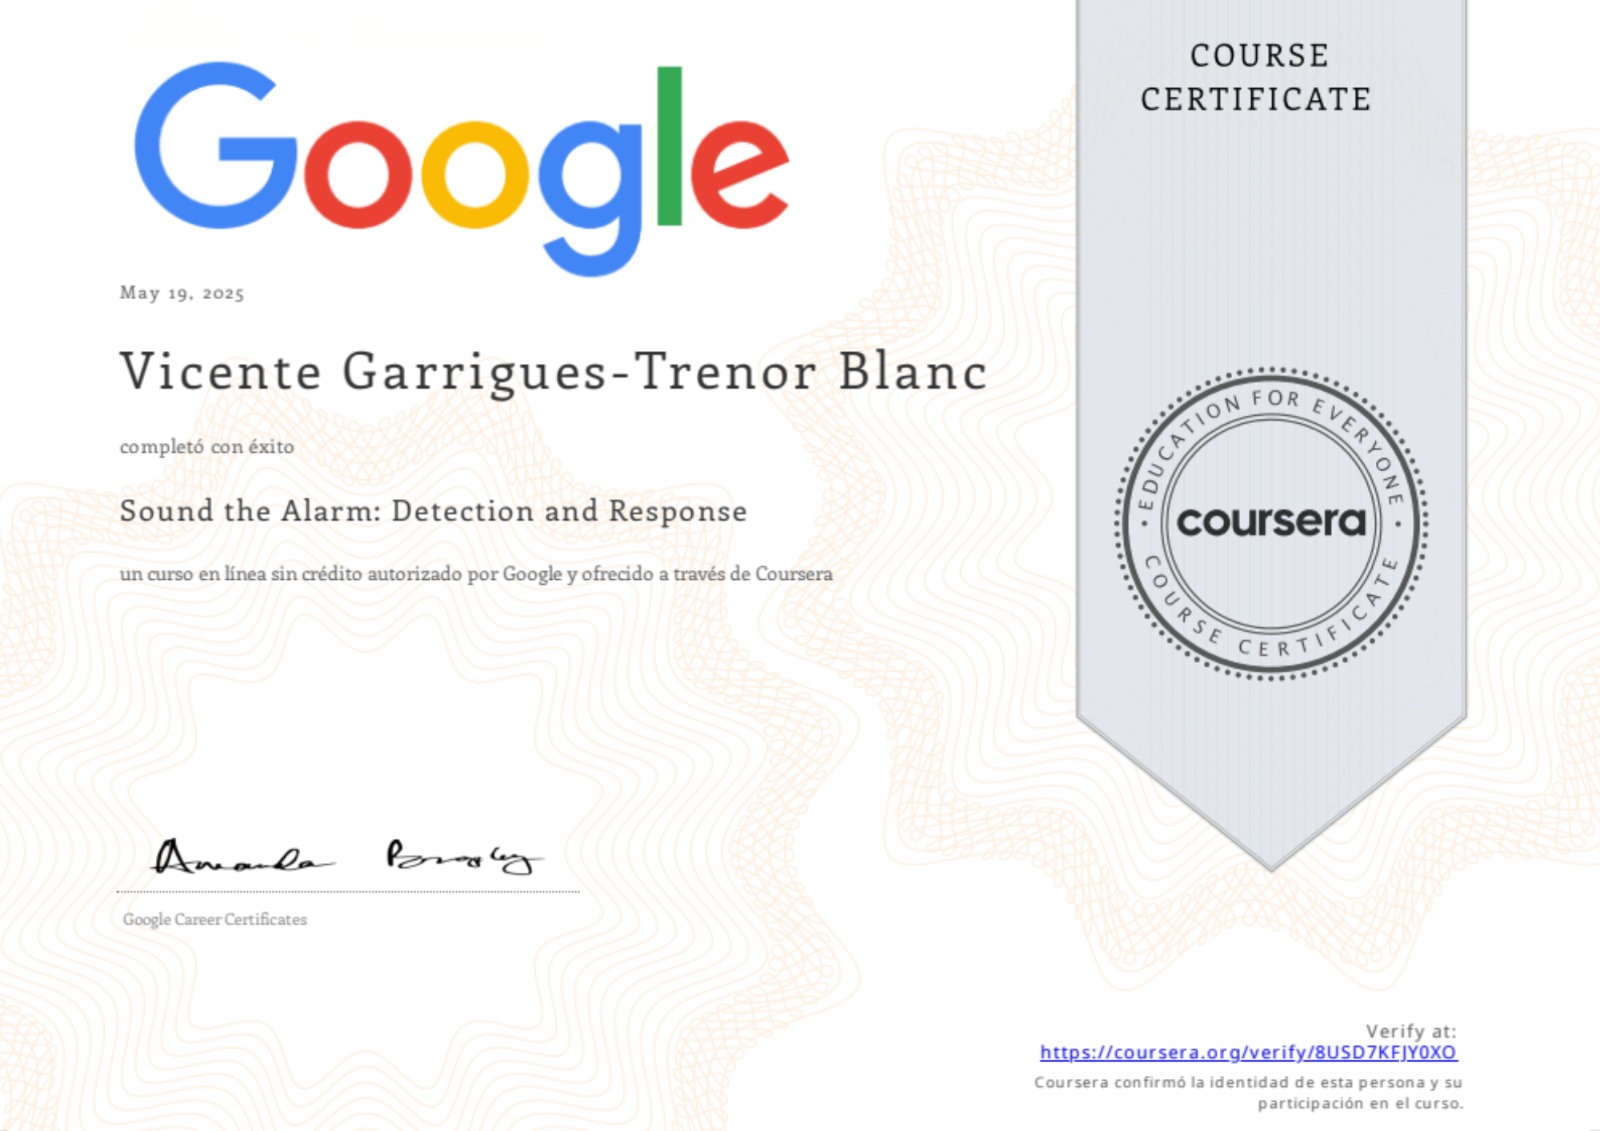 Google
May 19, 2025
Vicente Garrigues-Trenor Blanc
completó con éxito
Sound the Alarm: Detection and Response
un curso en línea sin crédito autorizado por Google y ofrecido a través de Coursera
Amanda Brophy
Google Career Certificates
COURSE
CERTIFICATE
EDUCATION FOR EVERYONE
coursera
COURSE CERTIFICATE
Verify at:
https://coursera.org/verify/8USD7KFJY0XO
Coursera confirmó la identidad de esta persona y su
participación en el curso.